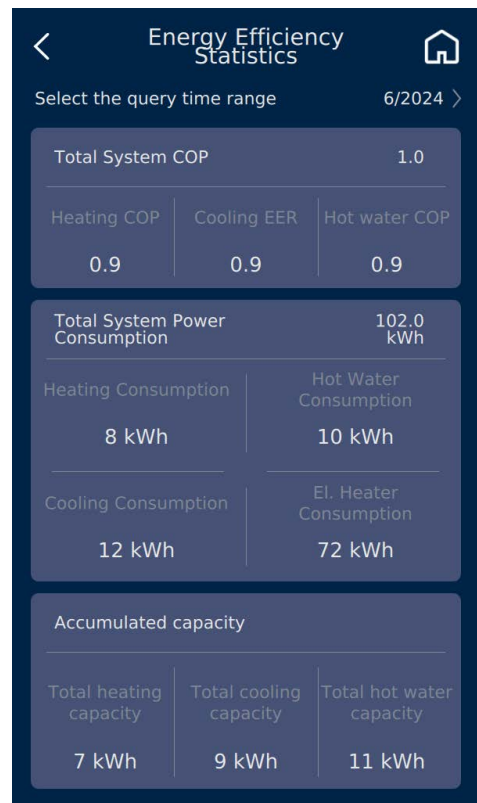 Energy Efficiency
Statistics
Select the query time range 6/2024
Total System COP 1.0
Heating COP Cooling EER Hot water COP
0.9 0.9 0.9
Total System Power 102.0
Consumption kWh
Heating Consumption Hot Water
Consumption
8 kWh 10 kWh
Cooling Consumption El. Heater
Consumption
12 kWh 72 kWh
Accumulated capacity
Total heating Total cooling Total hot water
capacity capacity capacity
7 kWh 9 kWh 11 kWh